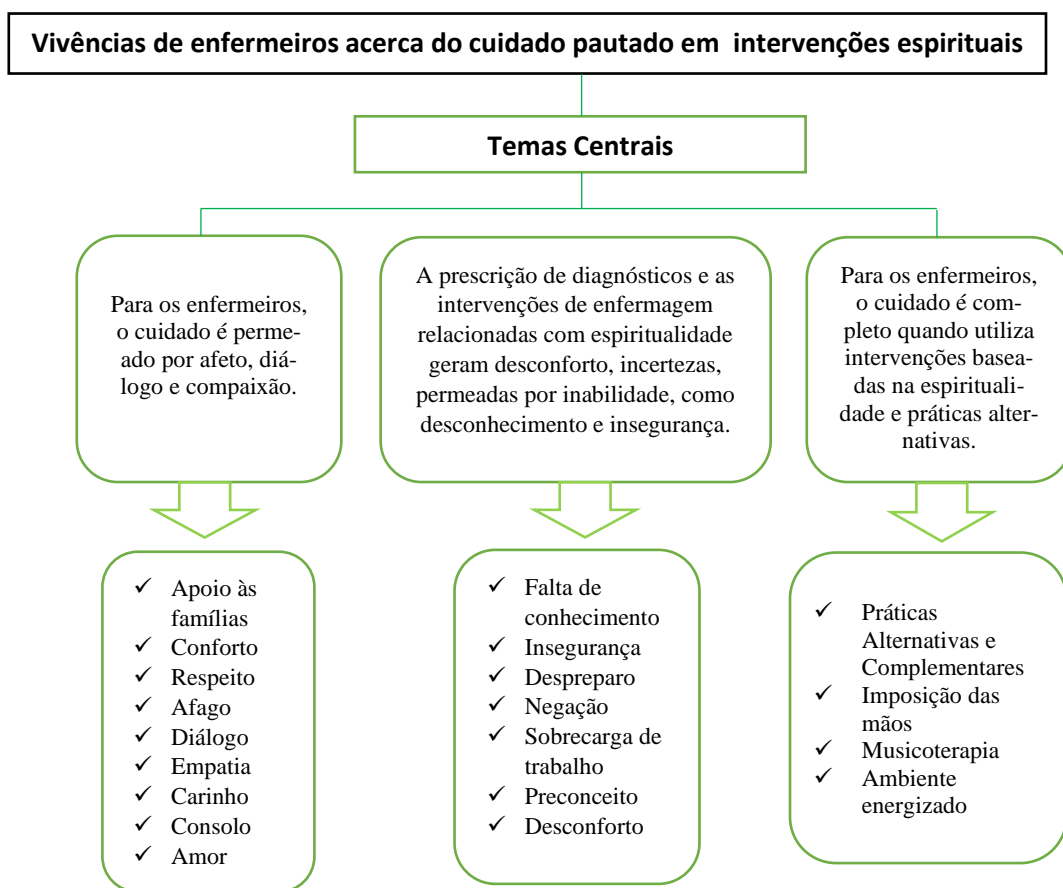 Vivências de enfermeiros acerca do cuidado pautado em intervenções espirituais
Temas Centrais
Para os enfermeiros,
o cuidado é perme-
ado por afeto, diá-
logo e compaixão.
A prescrição de diagnósticos e as
intervenções de enfermagem
relacionadas com espiritualidade
geram desconforto, incertezas,
permeadas por inabilidade, como
desconhecimento e insegurança.
Para os enfermeiros,
o cuidado é com-
pleto quando utiliza
intervenções basea-
das na espirituali-
dade e práticas alter-
nativas.
✓ Apoio às
famílias
✓ Conforto
✓ Respeito
✓ Afago
✓ Diálogo
✓ Empatia
✓ Carinho
✓ Consolo
✓ Amor
✓ Falta de
conhecimento
✓ Insegurança
✓ Despreparo
✓ Negação
✓ Sobrecarga de
trabalho
✓ Preconceito
✓ Desconforto
✓ Práticas
Alternativas e
Complementares
✓ Imposição das
mãos
✓ Musicoterapia
✓ Ambiente
energizado